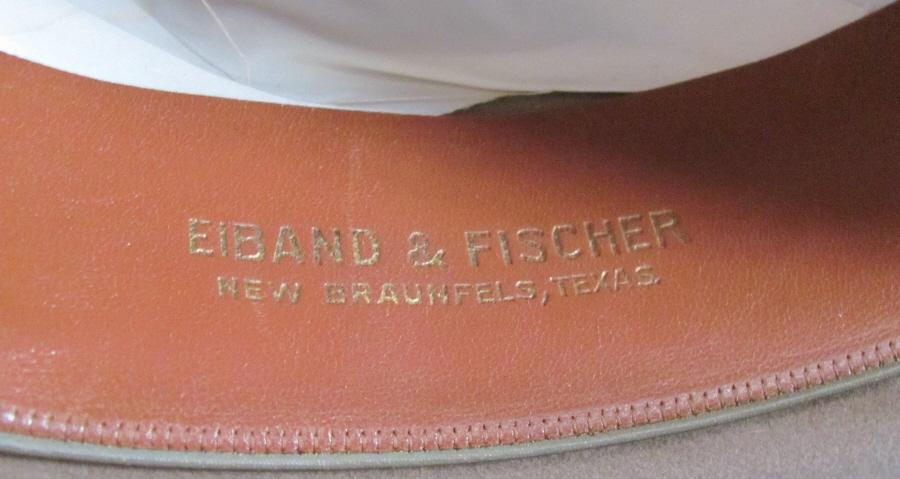 EIBAND & FISCHER
NEW BRAUNFELS, TEXAS.